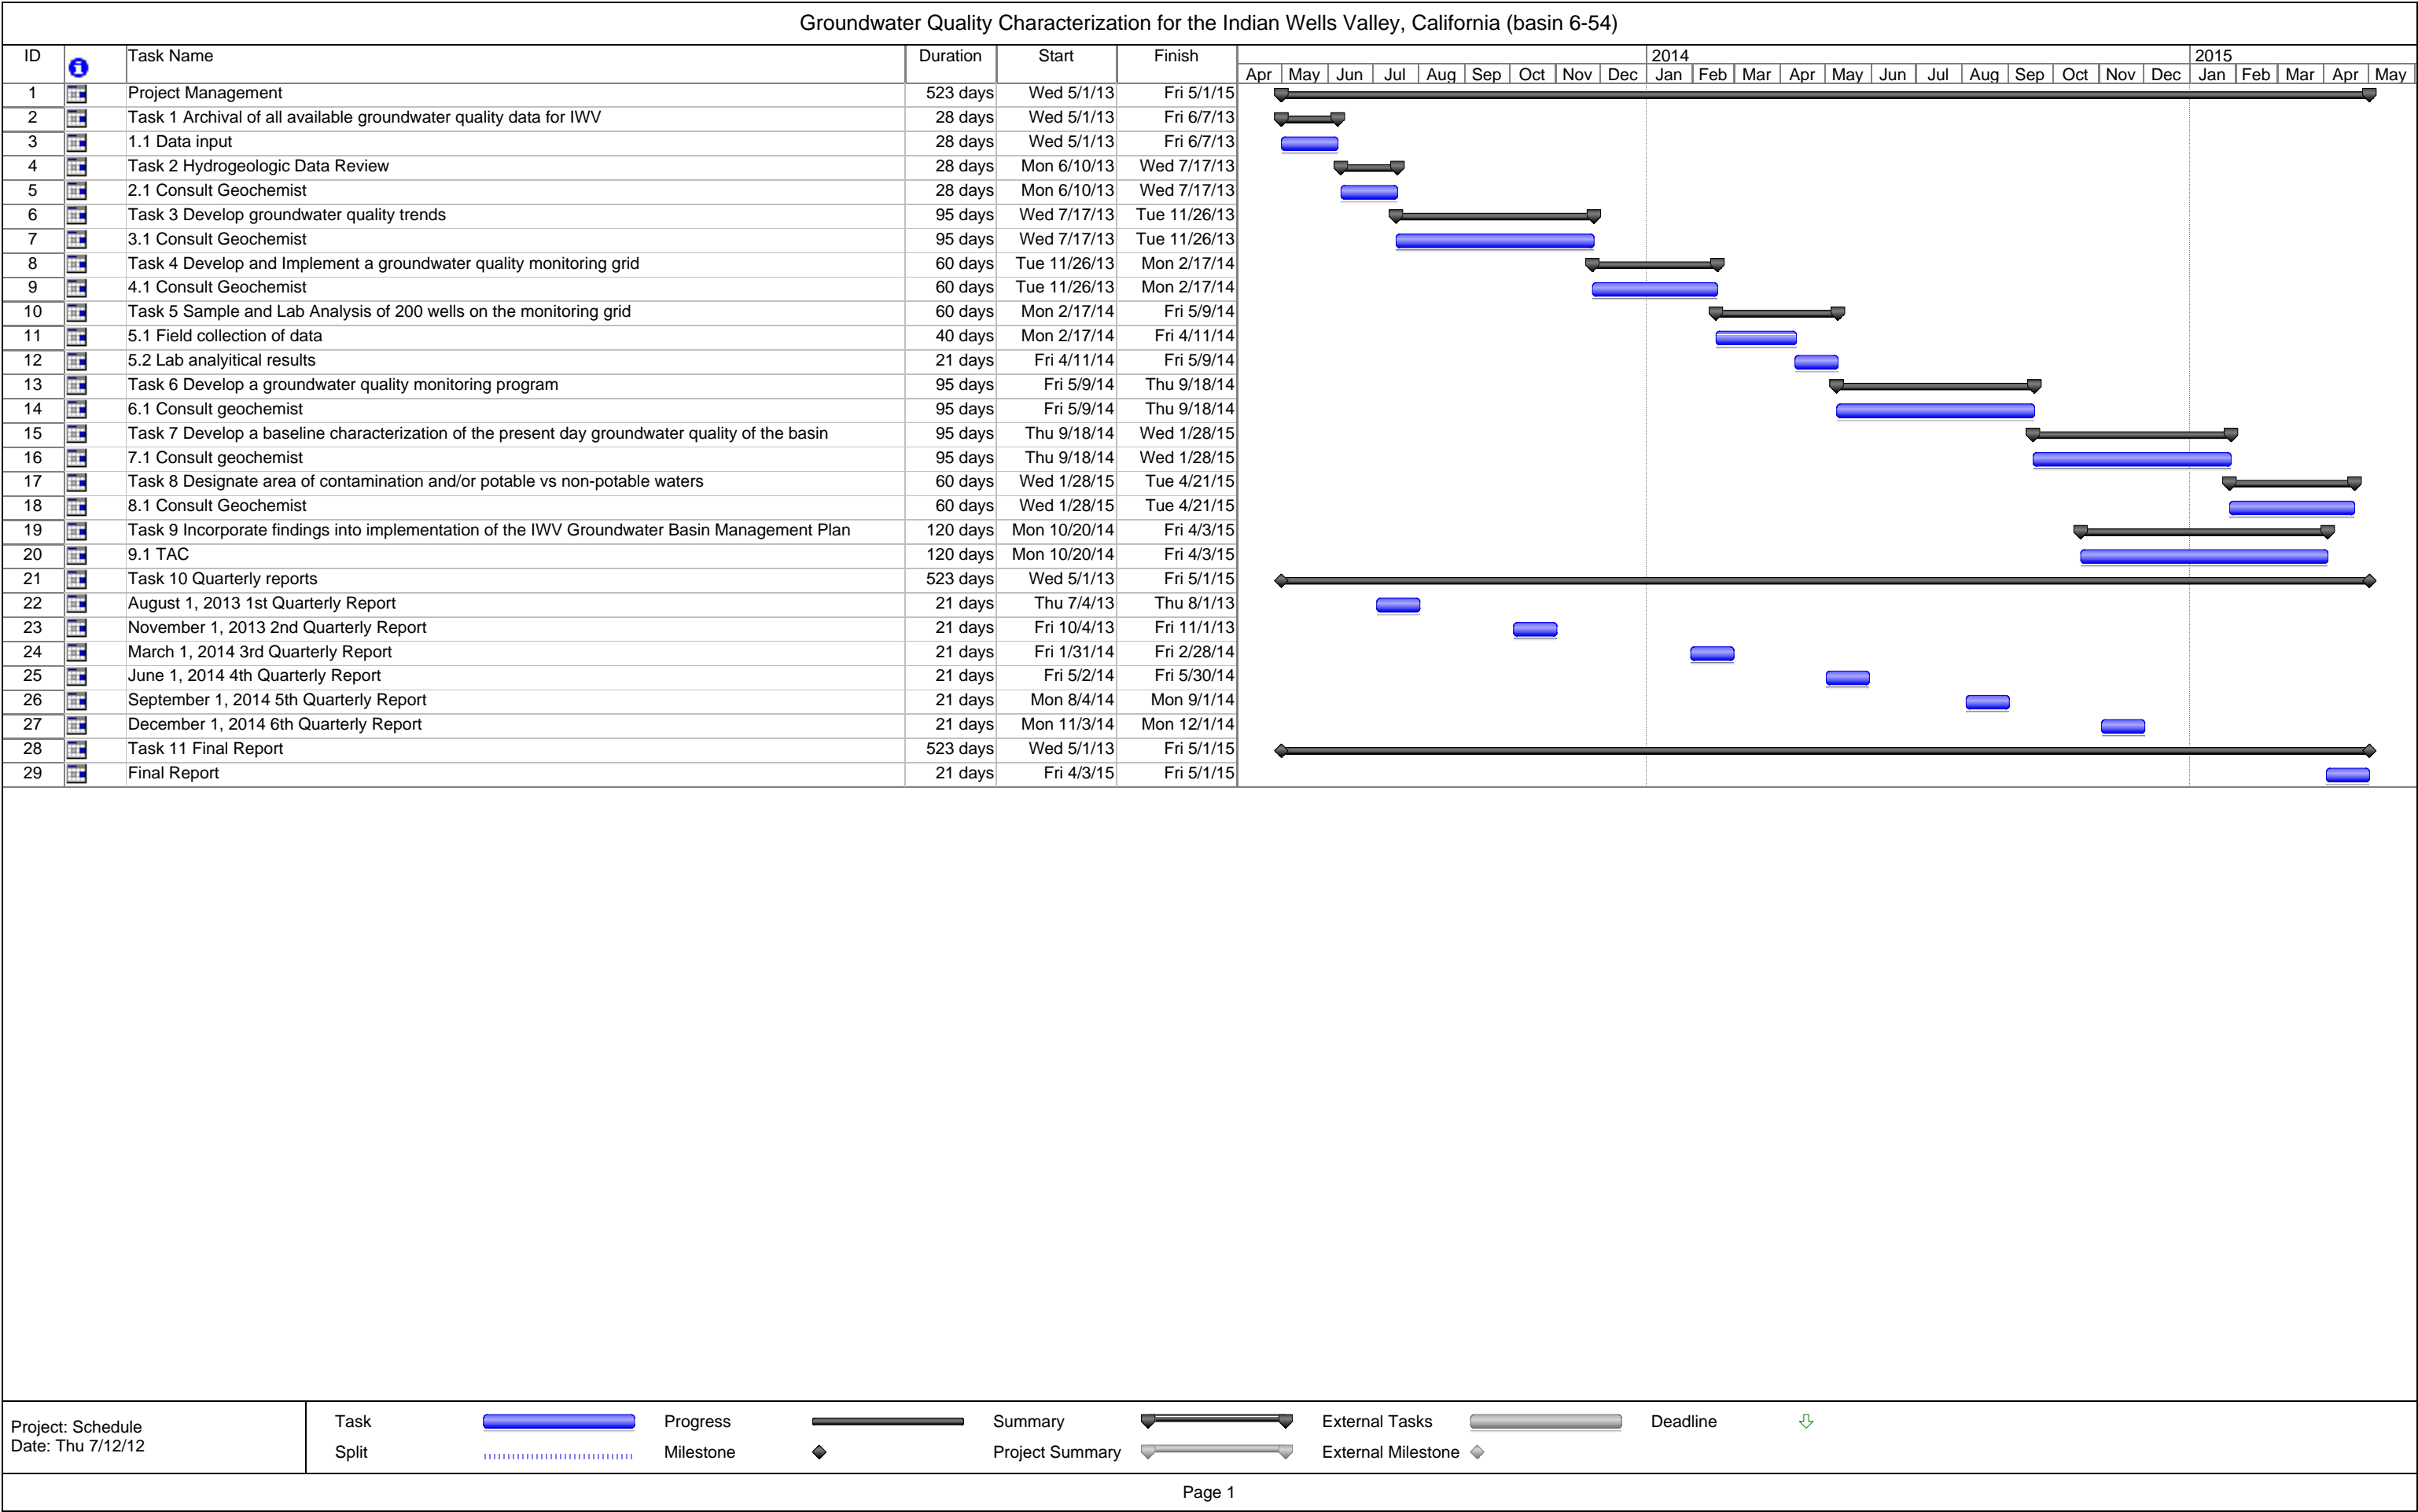 Groundwater Quality Characterization for the Indian Wells Valley, California (basin 6-54)
ID Task Name Duration Start Finish 2014 2015
Apr May Jun Jul Aug Sep Oct Nov Dec Jan Feb Mar Apr May Jun Jul Aug Sep Oct Nov Dec Jan Feb Mar Apr May
1 Project Management 523 days Wed 5/1/13 Fri 5/1/15
2 Task 1 Archival of all available groundwater quality data for IWV 28 days Wed 5/1/13 Fri 6/7/13
3 1.1 Data input 28 days Wed 5/1/13 Fri 6/7/13
4 Task 2 Hydrogeologic Data Review 28 days Mon 6/10/13 Wed 7/17/13
5 2.1 Consult Geochemist 28 days Mon 6/10/13 Wed 7/17/13
6 Task 3 Develop groundwater quality trends 95 days Wed 7/17/13 Tue 11/26/13
7 3.1 Consult Geochemist 95 days Wed 7/17/13 Tue 11/26/13
8 Task 4 Develop and Implement a groundwater quality monitoring grid 60 days Tue 11/26/13 Mon 2/17/14
9 4.1 Consult Geochemist 60 days Tue 11/26/13 Mon 2/17/14
10 Task 5 Sample and Lab Analysis of 200 wells on the monitoring grid 60 days Mon 2/17/14 Fri 5/9/14
11 5.1 Field collection of data 40 days Mon 2/17/14 Fri 4/11/14
12 5.2 Lab analyitical results 21 days Fri 4/11/14 Fri 5/9/14
13 Task 6 Develop a groundwater quality monitoring program 95 days Fri 5/9/14 Thu 9/18/14
14 6.1 Consult geochemist 95 days Fri 5/9/14 Thu 9/18/14
15 Task 7 Develop a baseline characterization of the present day groundwater quality of the basin 95 days Thu 9/18/14 Wed 1/28/15
16 7.1 Consult geochemist 95 days Thu 9/18/14 Wed 1/28/15
17 Task 8 Designate area of contamination and/or potable vs non-potable waters 60 days Wed 1/28/15 Tue 4/21/15
18 8.1 Consult Geochemist 60 days Wed 1/28/15 Tue 4/21/15
19 Task 9 Incorporate findings into implementation of the IWV Groundwater Basin Management Plan 120 days Mon 10/20/14 Fri 4/3/15
20 9.1 TAC 120 days Mon 10/20/14 Fri 4/3/15
21 Task 10 Quarterly reports 523 days Wed 5/1/13 Fri 5/1/15
22 August 1, 2013 1st Quarterly Report 21 days Thu 7/4/13 Thu 8/1/13
23 November 1, 2013 2nd Quarterly Report 21 days Fri 10/4/13 Fri 11/1/13
24 March 1, 2014 3rd Quarterly Report 21 days Fri 1/31/14 Fri 2/28/14
25 June 1, 2014 4th Quarterly Report 21 days Fri 5/2/14 Fri 5/30/14
26 September 1, 2014 5th Quarterly Report 21 days Mon 8/4/14 Mon 9/1/14
27 December 1, 2014 6th Quarterly Report 21 days Mon 11/3/14 Mon 12/1/14
28 Task 11 Final Report 523 days Wed 5/1/13 Fri 5/1/15
29 Final Report 21 days Fri 4/3/15 Fri 5/1/15
Project: Schedule
Date: Thu 7/12/12
Task Progress Summary External Tasks Deadline
Split Milestone Project Summary External Milestone
Page 1